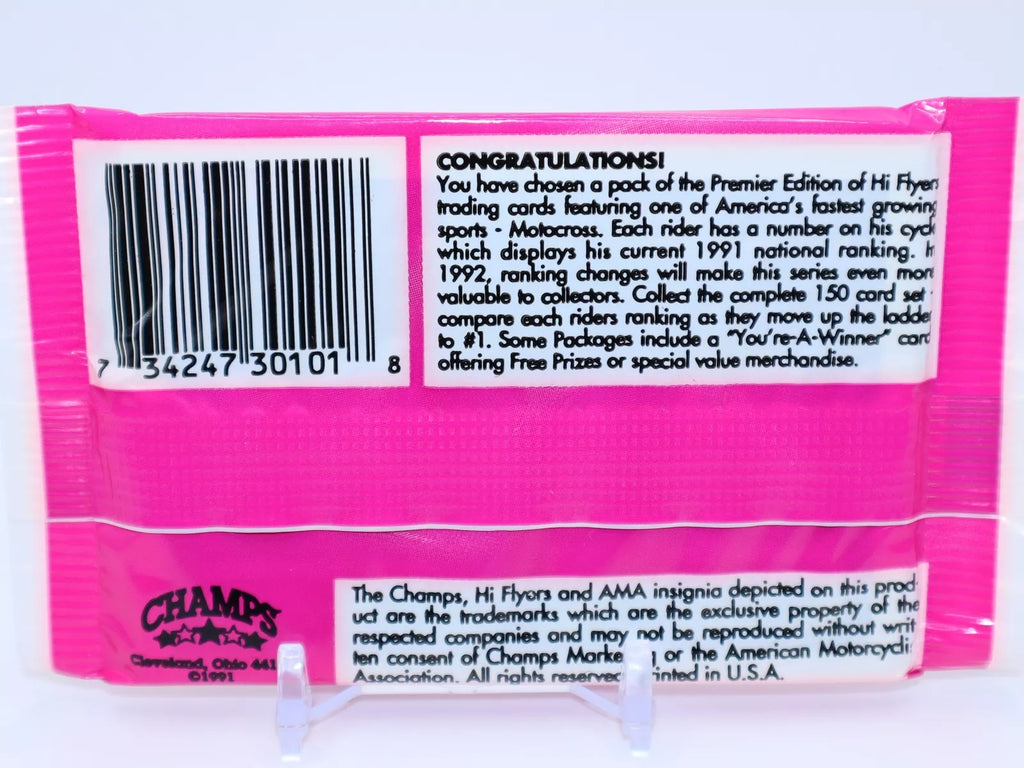 7 34247 30101 8
CONGRATULATIONS!
You have chosen a pack of the Premier Edition of Hi Flyers
trading cards featuring one of America's fastest growing
sports - Motocross. Each rider has a number on his cycle
which displays his current 1991 national ranking. In
1992, ranking changes will make this series even more
valuable to collectors. Collect the complete 150 card set -
compare each riders ranking as they move up the ladder
to #1. Some Packages include a "You're-A-Winner" card
offering Free Prizes or special value merchandise.
CHAMPS
Cleveland, Ohio 441
©1991
The Champs, Hi Flyers and AMA insignia depicted on this prod-
uct are the trademarks which are the exclusive property of the
respected companies and may not be reproduced without writ
ten consent of Champs Marke or the American Motorcycli
Association. All rights reserved inted in U.S.A.